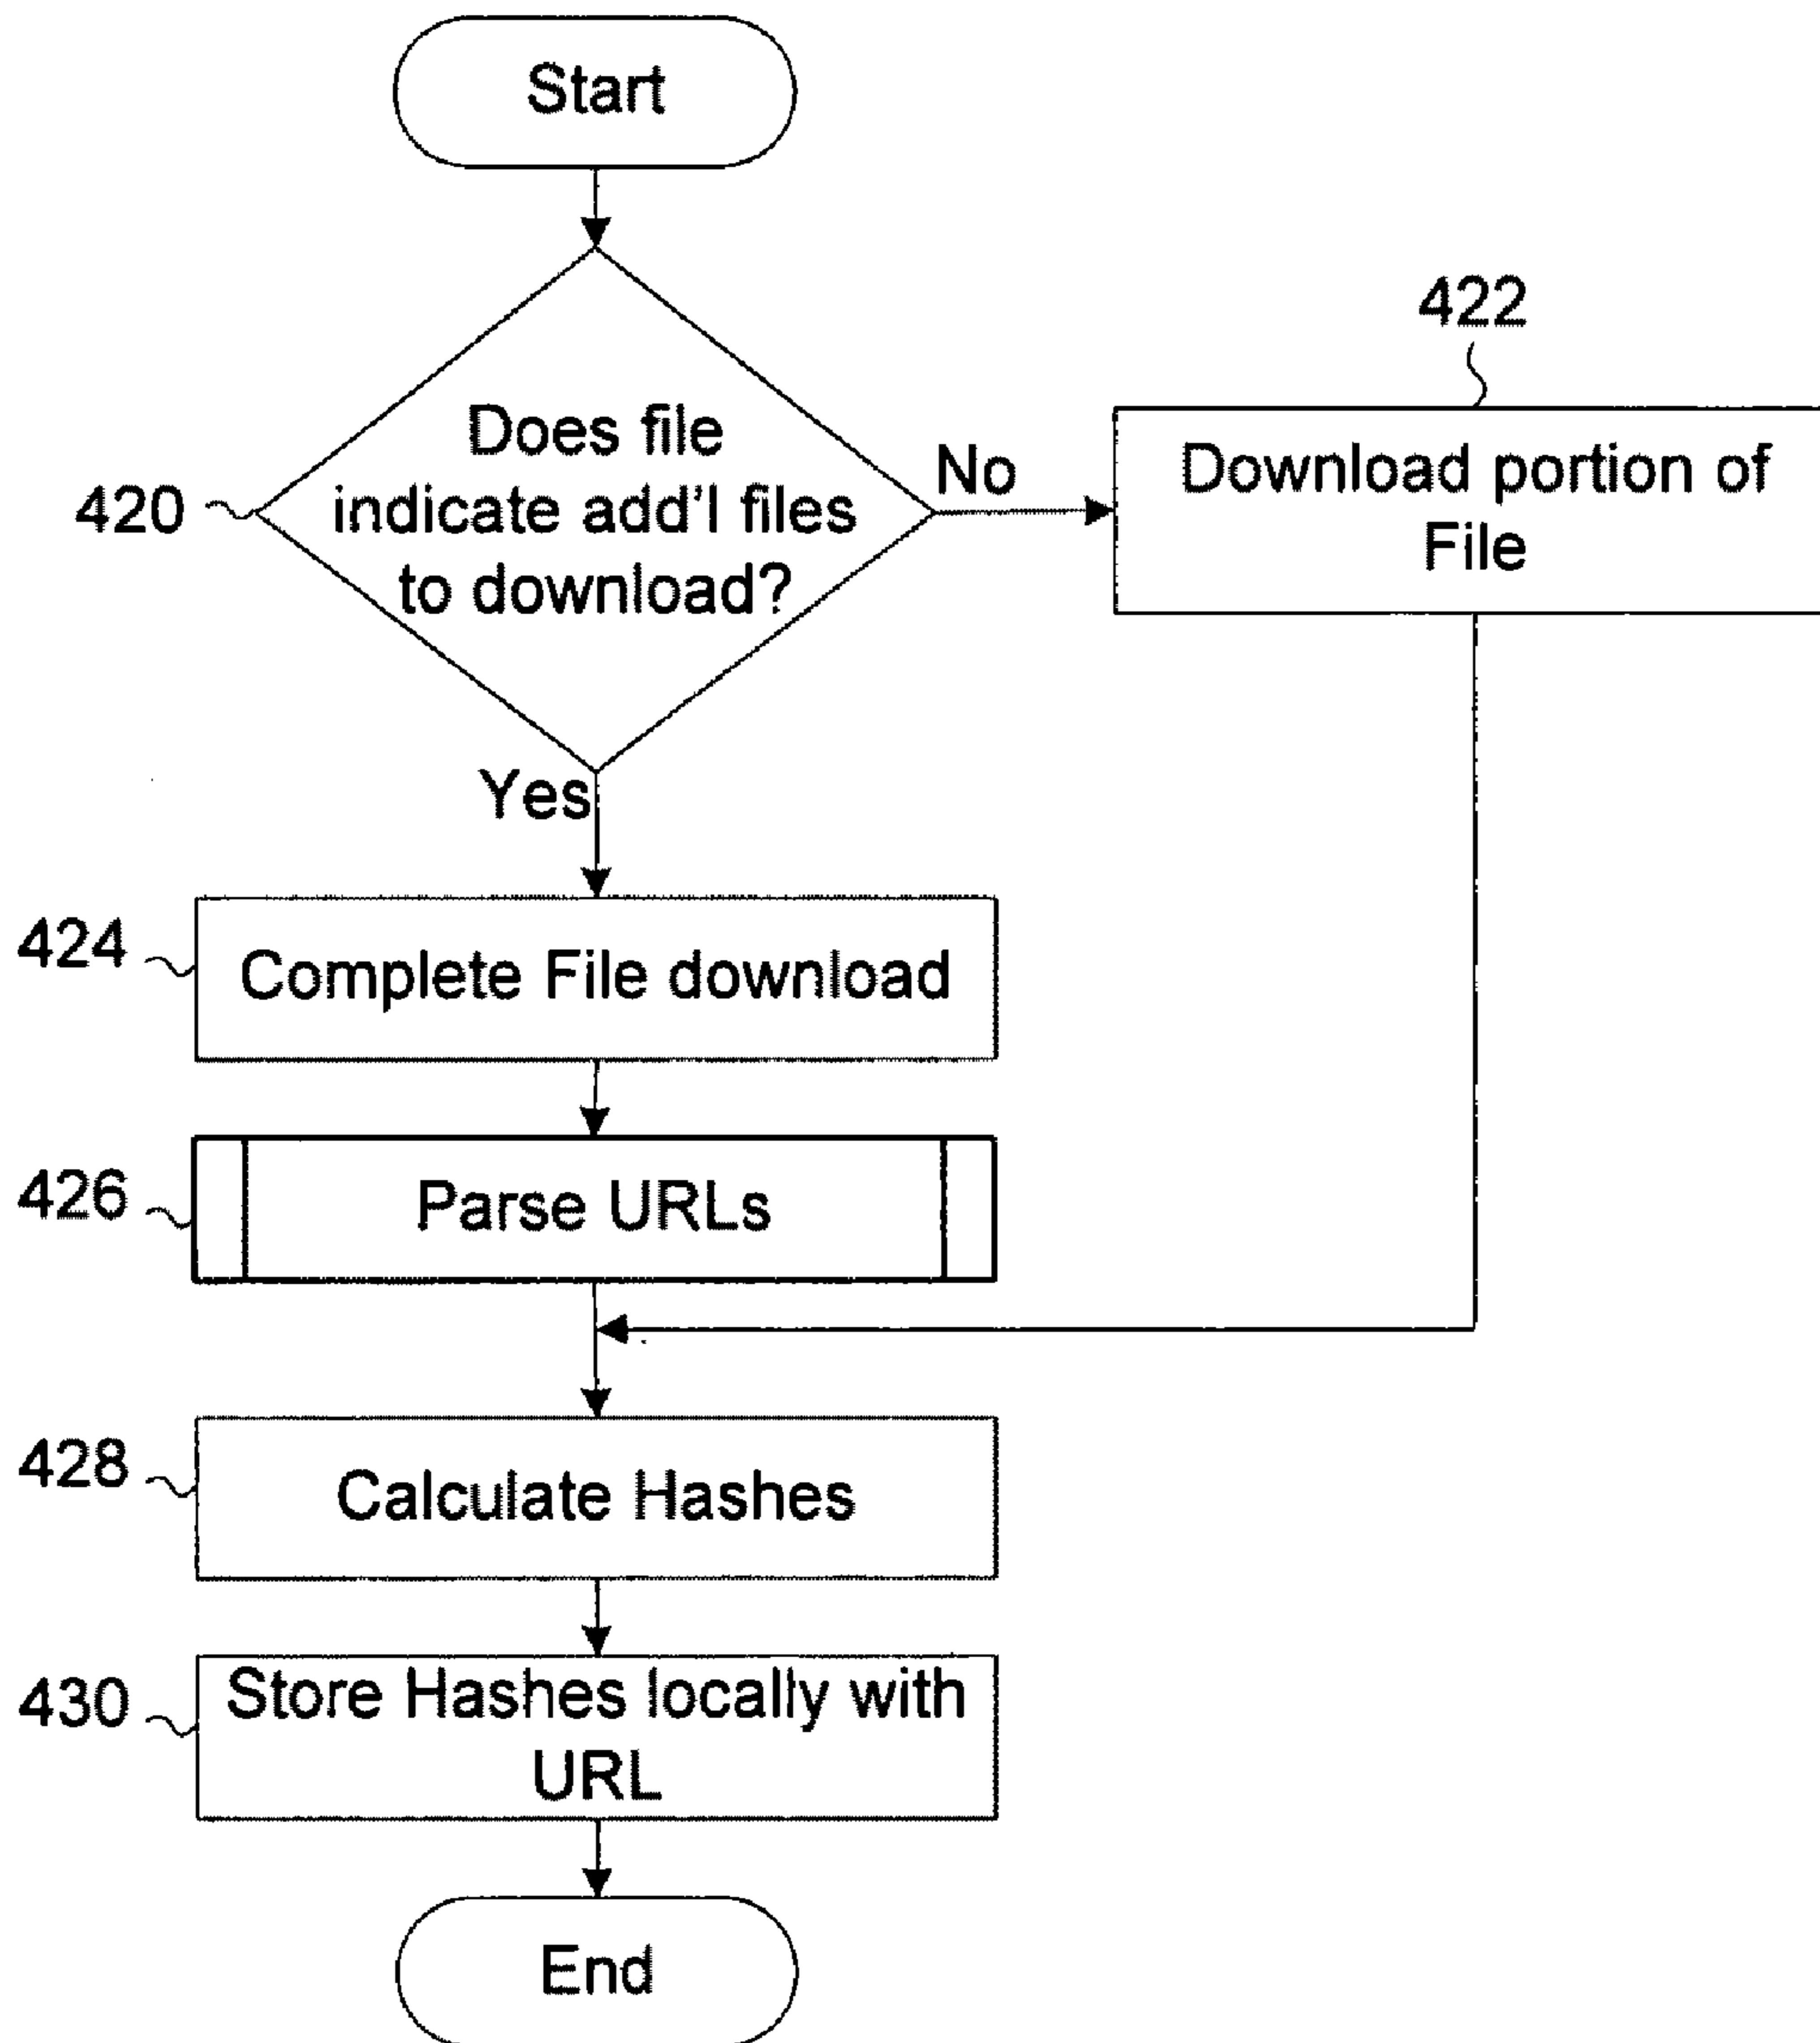 Start
422
Does file
indicate add'l files
to download?
420
No
Download portion of
File
Yes
424
Complete File download
426
Parse URLs
428
Calculate Hashes
430
Store Hashes locally with
URL
End